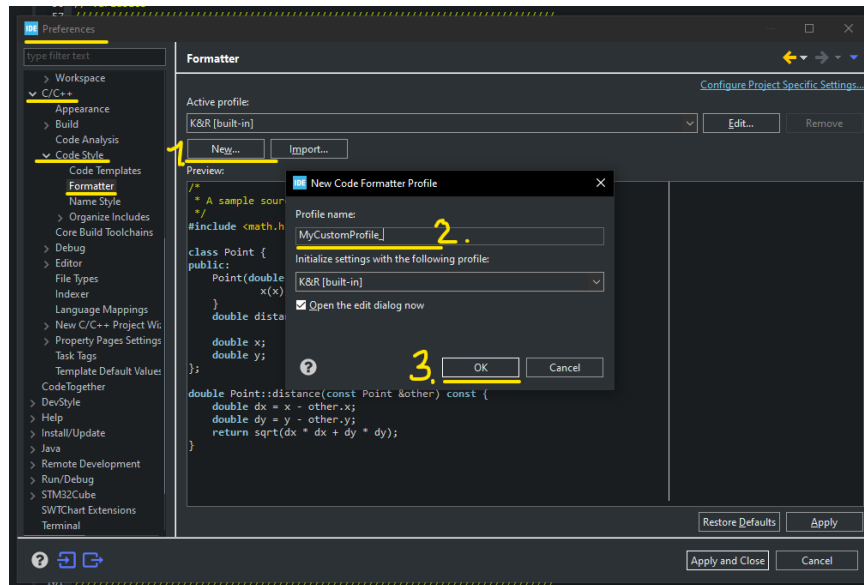 IDE Preferences
type filter text
Workspace
C/C++
Appearance
Build
Code Analysis
Code Style
Code Templates
Formatter
Name Style
Organize Includes
Core Build Toolchains
Debug
Editor
File Types
Indexer
Language Mappings
New C/C++ Project Wi:
Property Pages Settings
Task Tags
Template Default Values
CodeTogether
DevStyle
Help
Install/Update
Java
Remote Development
Run/Debug
STM32Cube
SWTChart Extensions
Terminal
Formatter
Configure Project Specific Settings...
Active profile:
K&R [built-in]
Edit...
Remove
1.
New...
Import...
Preview:
/*
* A sample sour
*/
#include <math.h
class Point {
public:
Point(double
x(x)
}
double dista
double x;
double y;
};
double Point::distance(const Point &other) const {
double dx = x - other.x;
double dy = y - other.y;
return sqrt(dx * dx + dy * dy);
}
IDE New Code Formatter Profile
Profile name:
MyCustomProfile_
2.
Initialize settings with the following profile:
K&R [built-in]
Open the edit dialog now
3.
OK
Cancel
Restore Defaults
Apply
Apply and Close
Cancel